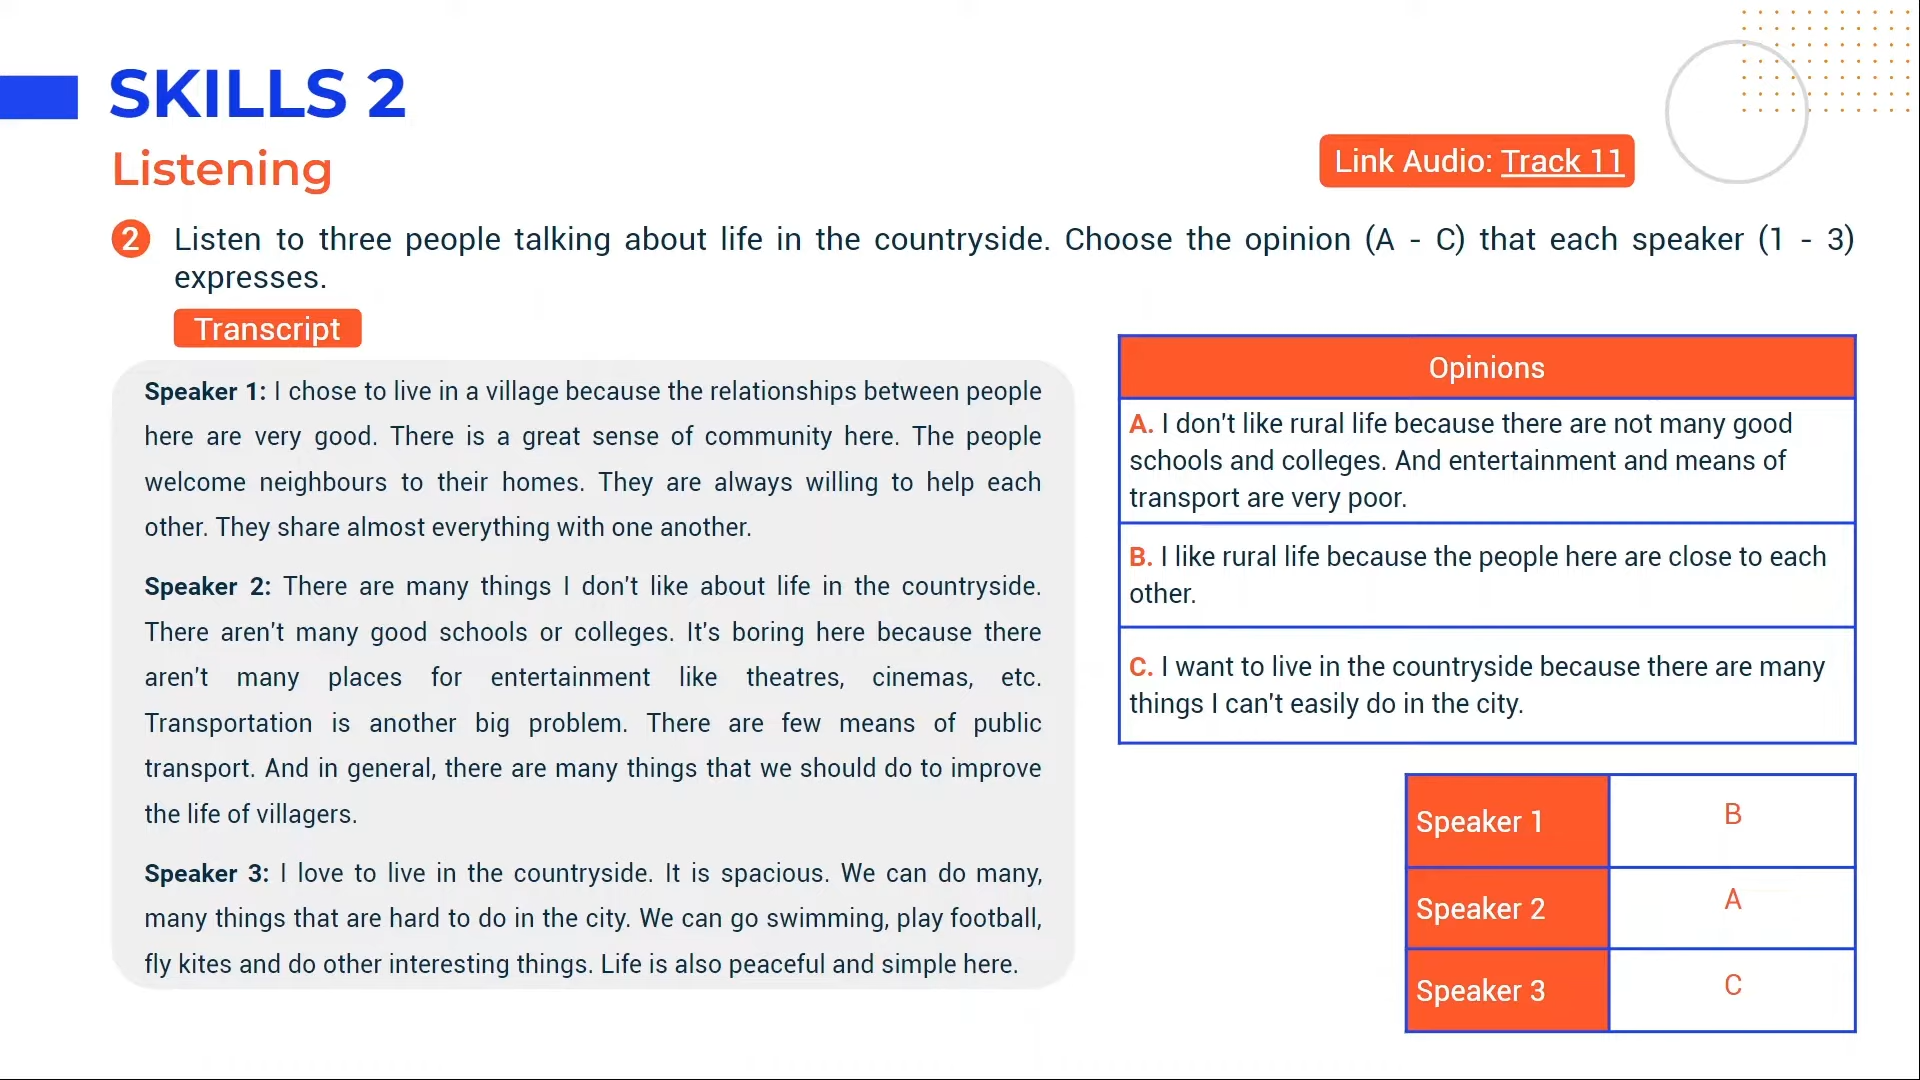 SKILLS 2
Listening
Link Audio: Track 11
2 Listen to three people talking about life in the countryside. Choose the opinion (A - C) that each speaker (1 - 3)
expresses.
Transcript
Speaker 1: I chose to live in a village because the relationships between people
here are very good. There is a great sense of community here. The people
welcome neighbours to their homes. They are always willing to help each
other. They share almost everything with one another.
Speaker 2: There are many things I don't like about life in the countryside.
There aren't many good schools or colleges. It's boring here because there
aren't many places for entertainment like theatres, cinemas, etc.
Transportation is another big problem. There are few means of public
transport. And in general, there are many things that we should do to improve
the life of villagers.
Speaker 3: I love to live in the countryside. It is spacious. We can do many,
many things that are hard to do in the city. We can go swimming, play football,
fly kites and do other interesting things. Life is also peaceful and simple here.
Opinions
A. I don't like rural life because there are not many good
schools and colleges. And entertainment and means of
transport are very poor.
B. I like rural life because the people here are close to each
other.
C. I want to live in the countryside because there are many
things I can't easily do in the city.
Speaker 1 B
Speaker 2 A
Speaker 3 C